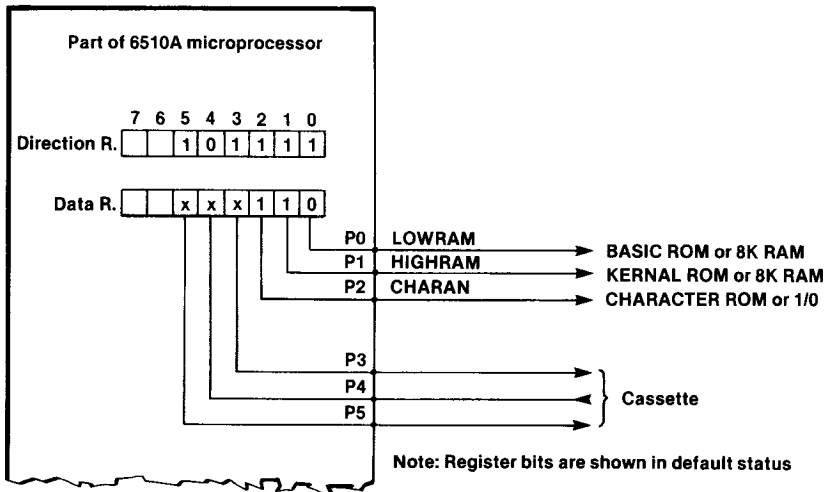 Part of 6510A microprocessor
7 6 5 4 3 2 1 0
Direction R. 1 0 1 1 1 1
Data R. x x x 1 1 0
P0 LOWRAM BASIC ROM or 8K RAM
P1 HIGHRAM KERNAL ROM or 8K RAM
P2 CHARAN CHARACTER ROM or 1/0
P3
P4 Cassette
P5
Note: Register bits are shown in default status